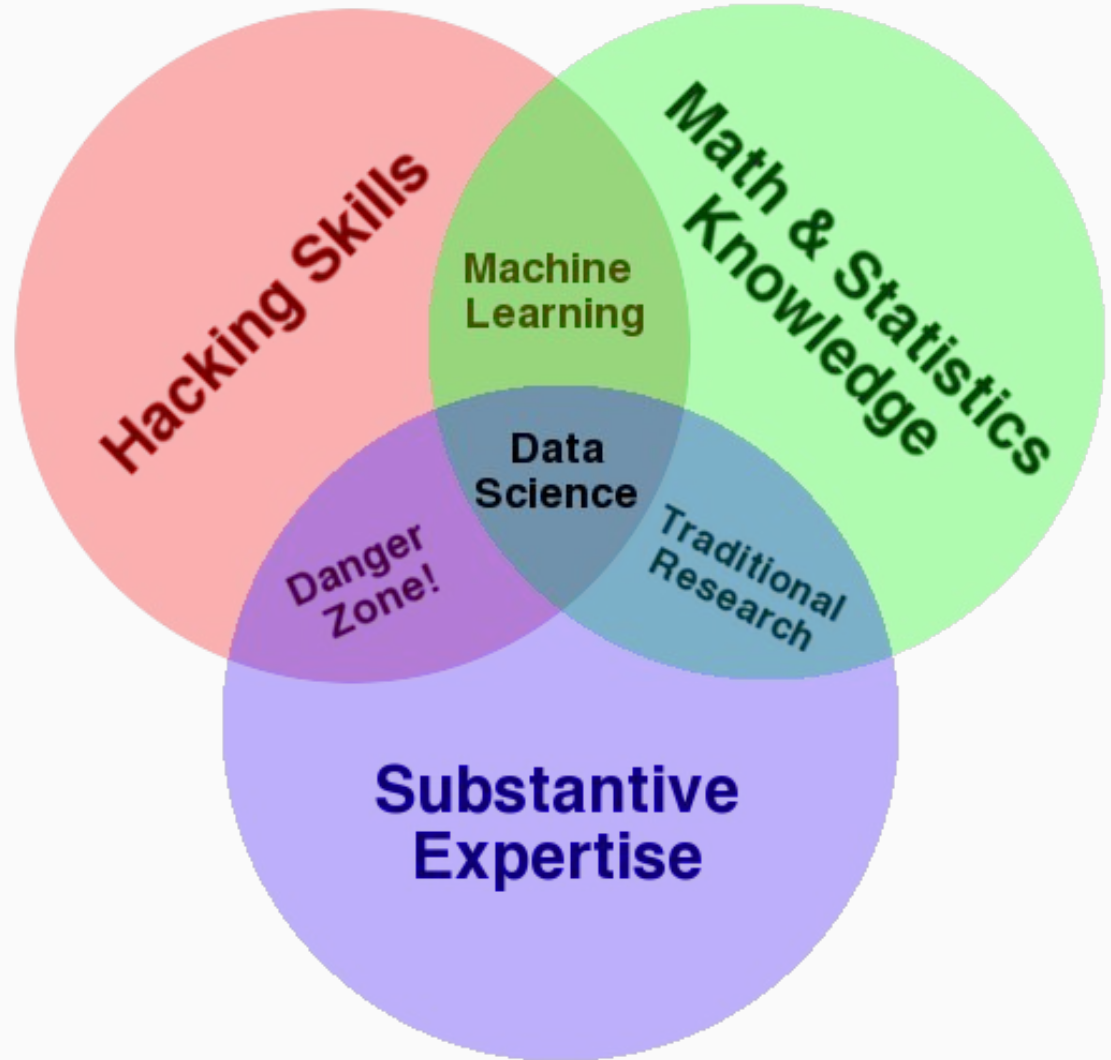 Hacking Skills
Math & Statistics
Knowledge
Machine
Learning
Data
Science
Danger
Zone!
Traditional
Research
Substantive
Expertise